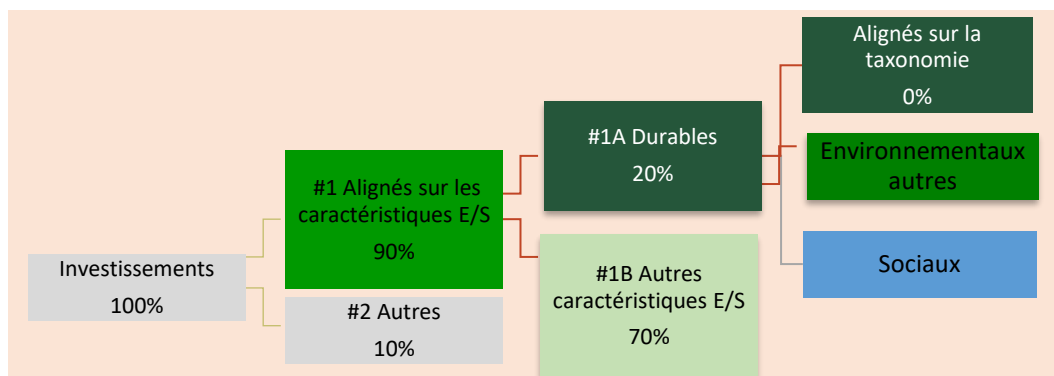 Investissements
100%
#1 Alignés sur les
caractéristiques E/S
90%
#2 Autres
10%
#1A Durables
20%
#1B Autres
caractéristiques E/S
70%
Alignés sur la
taxonomie
0%
Environnementaux
autres
Sociaux